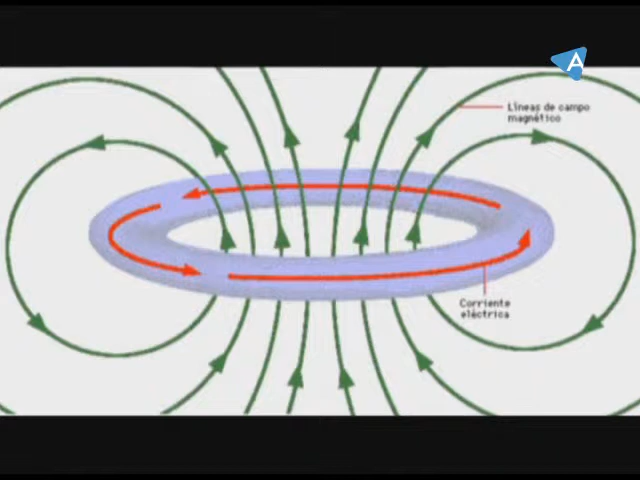 A
Líneas de campo
magnético
Corriente
eléctrica